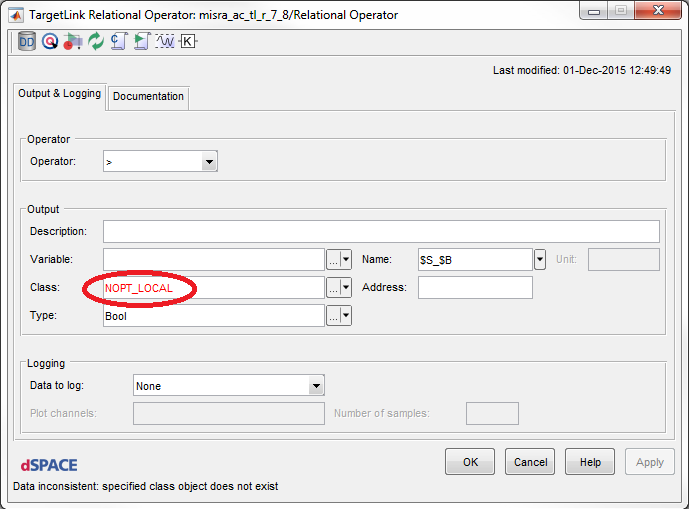 TargetLink Relational Operator: misra_ac_tl_r_7_8/Relational Operator
DD
K
Last modified: 01-Dec-2015 12:49:49
Output & Logging Documentation
Operator
Operator: >
Output
Description:
Variable: ... Name: $S_$B Unit:
Class: NOPT_LOCAL ... Address:
Type: Bool ...
Logging
Data to log: None
Plot channels: Number of samples:
dSPACE OK Cancel Help Apply
Data inconsistent: specified class object does not exist